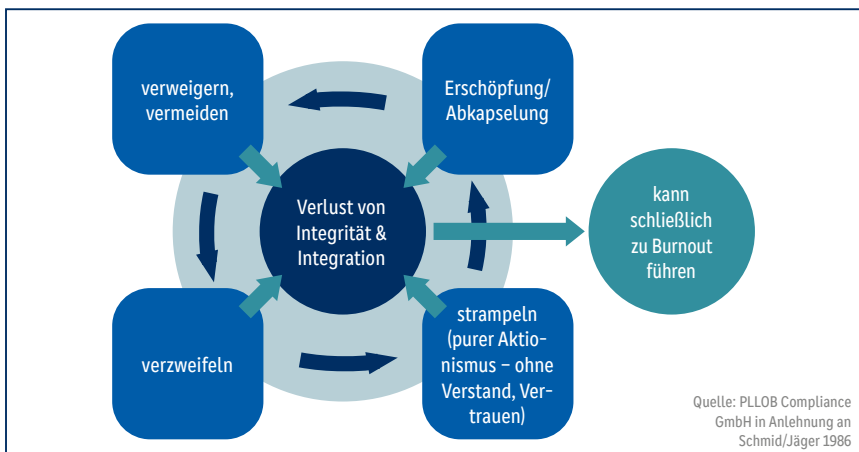 verweigern,
vermeiden
Erschöpfung/
Abkapselung
Verlust von
Integrität &
Integration
kann
schließlich
zu Burnout
führen
verzweifeln
strampeln
(purer Aktio-
nismus – ohne
Verstand, Ver-
trauen)
Quelle: PLLOB Compliance
GmbH in Anlehnung an
Schmid/Jäger 1986